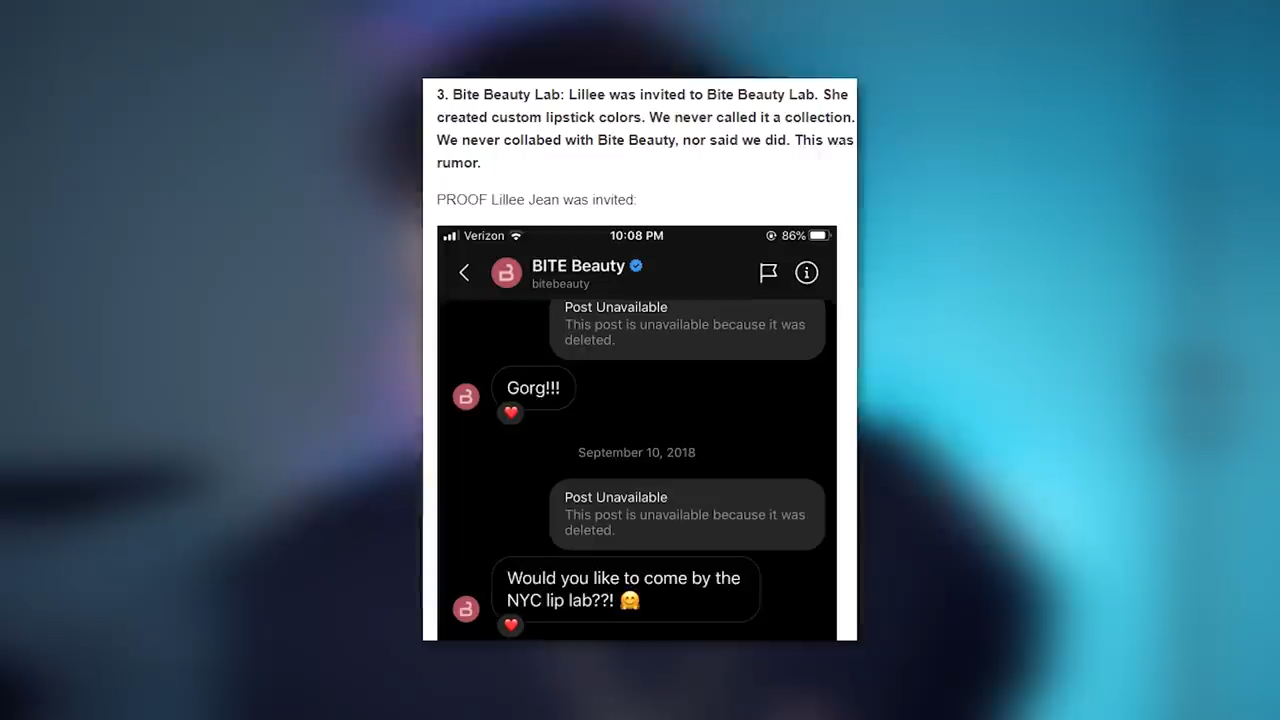 3. Bite Beauty Lab: Lillee was invited to Bite Beauty Lab. She
created custom lipstick colors. We never called it a collection.
We never collabed with Bite Beauty, nor said we did. This was
rumor.
PROOF Lillee Jean was invited:
Verizon 10:08 PM 86%
BITE Beauty
bitebeauty
Post Unavailable
This post is unavailable because it was
deleted.
Gorg!!!
September 10, 2018
Post Unavailable
This post is unavailable because it was
deleted.
Would you like to come by the
NYC lip lab??! 🤗